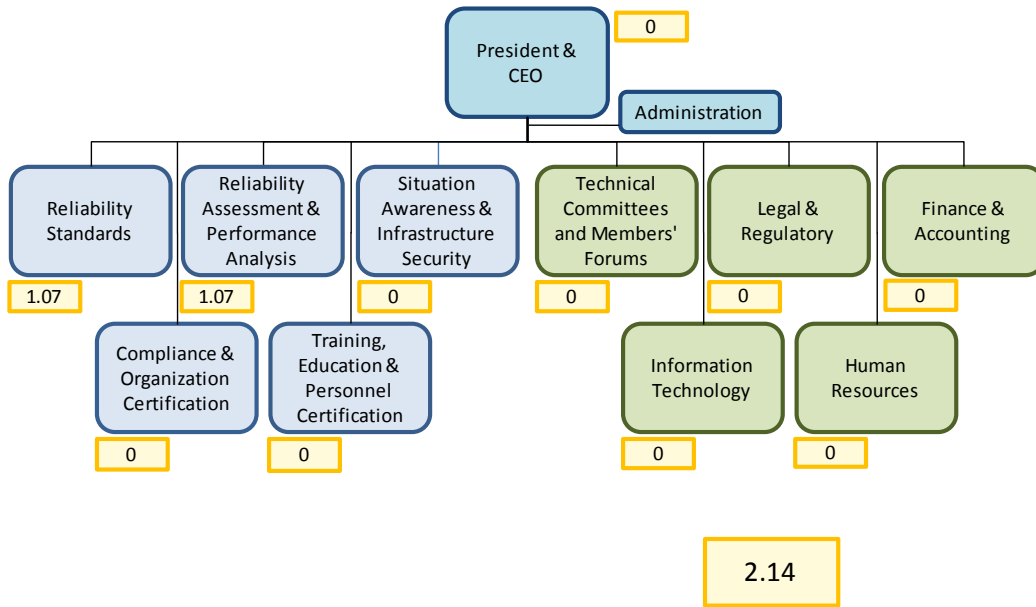 0
President &
CEO
Administration
Reliability
Standards
Reliability
Assessment &
Performance
Analysis
Situation
Awareness &
Infrastructure
Security
Technical
Committees
and Members'
Forums
Legal &
Regulatory
Finance &
Accounting
1.07
1.07
0
0
0
0
Compliance &
Organization
Certification
Training,
Education &
Personnel
Certification
Information
Technology
Human
Resources
0
0
0
0
2.14